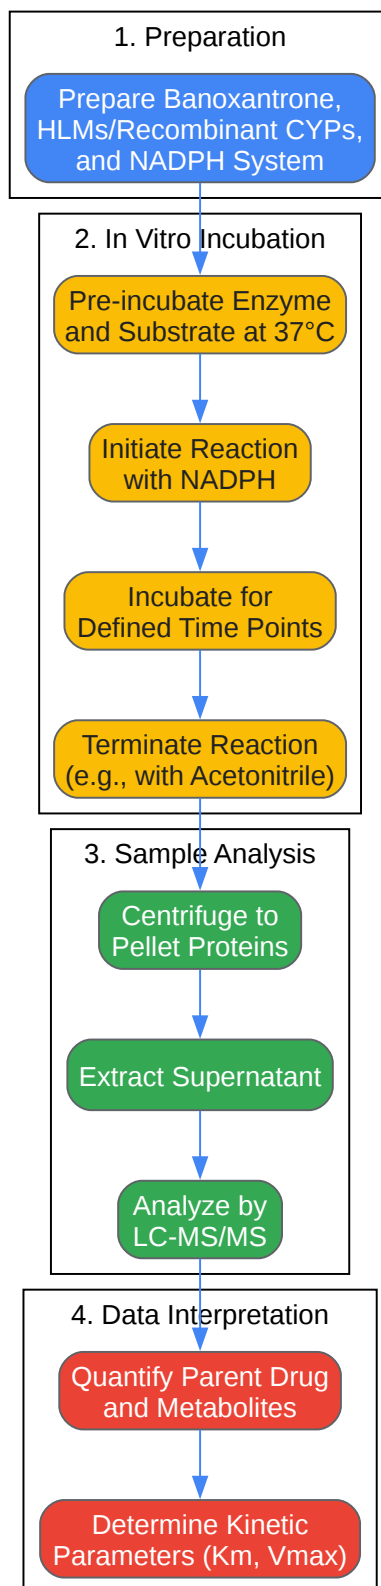 1. Preparation
Prepare Banoxantrone,
HLMs/Recombinant CYPs,
and NADPH System
2. In Vitro Incubation
Pre-incubate Enzyme
and Substrate at 37°C
Initiate Reaction
with NADPH
Incubate for
Defined Time Points
Terminate Reaction
(e.g., with Acetonitrile)
3. Sample Analysis
Centrifuge to
Pellet Proteins
Extract Supernatant
Analyze by
LC-MS/MS
4. Data Interpretation
Quantify Parent Drug
and Metabolites
Determine Kinetic
Parameters (Km, Vmax)